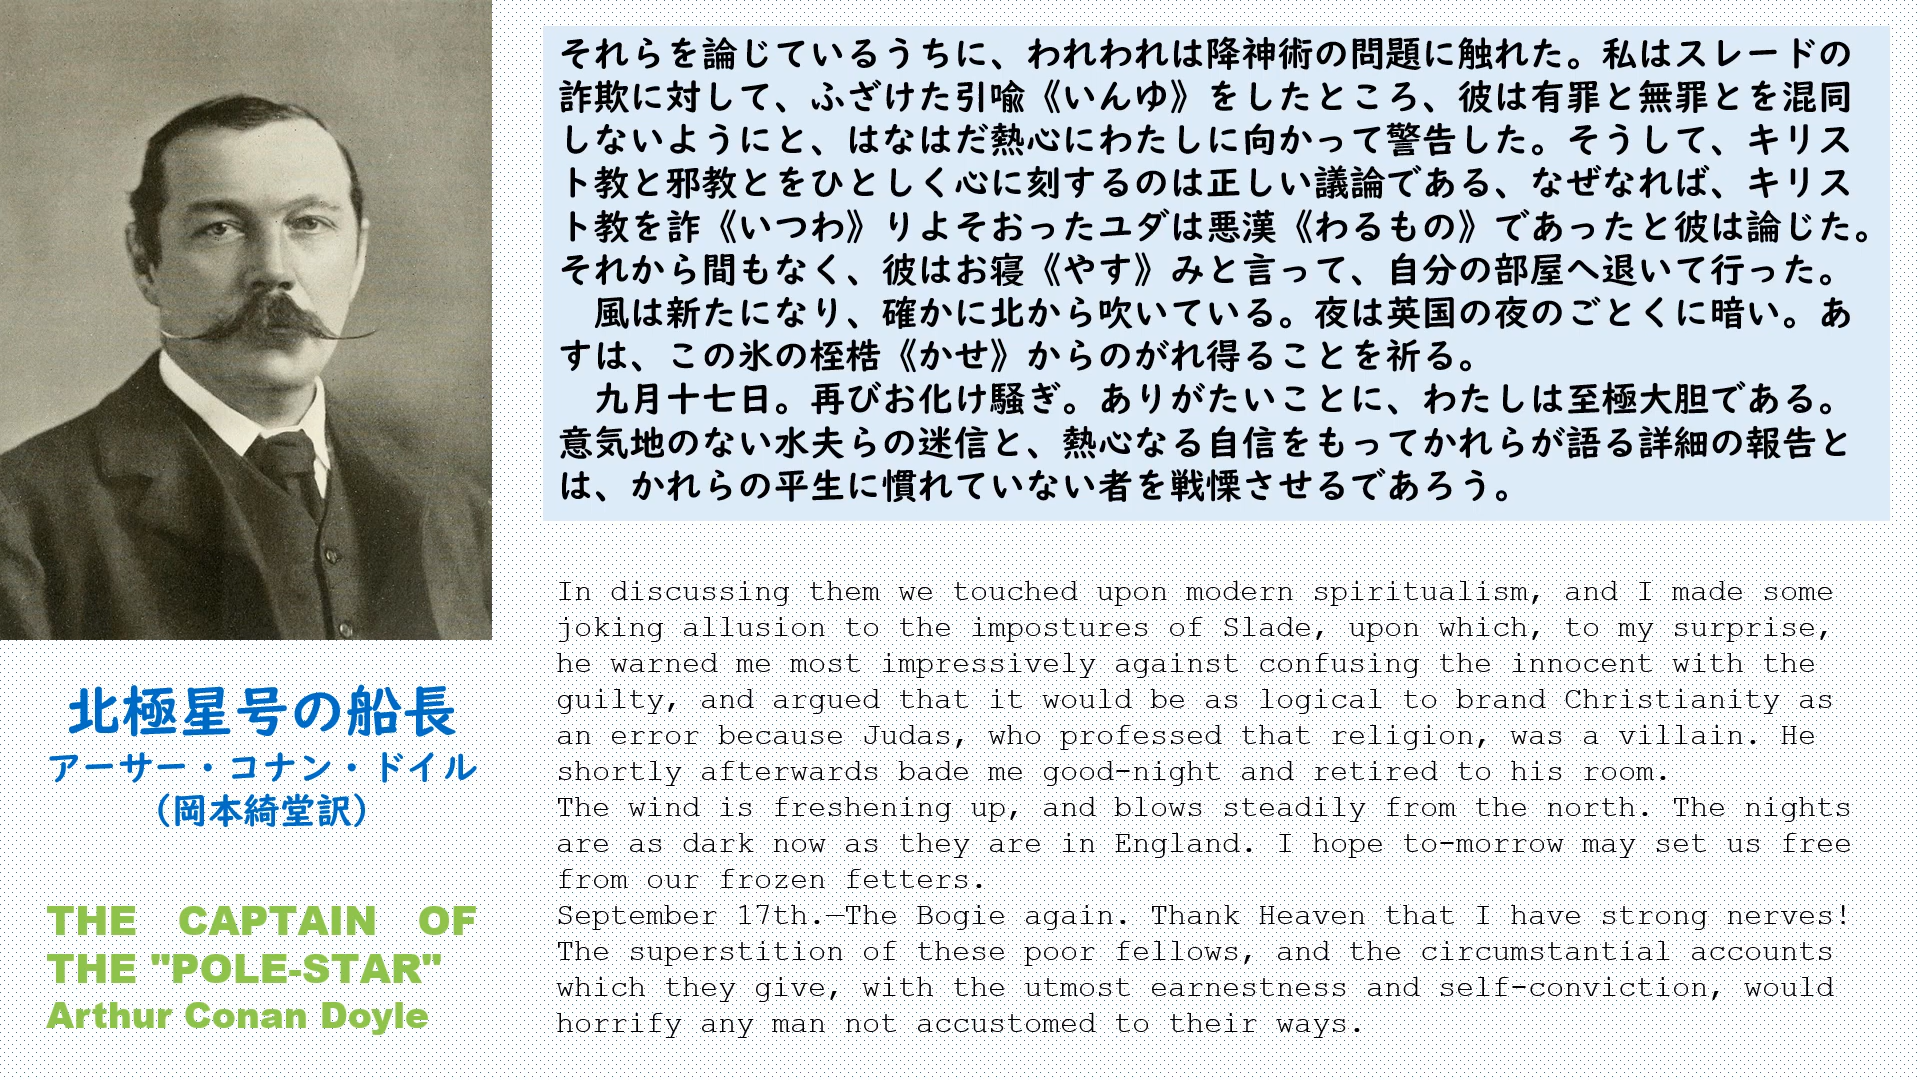 それらを論じているうちに、われわれは降神術の問題に触れた。私はスレードの
詐欺に対して、ふざけた引喩《いんゆ》をしたところ、彼は有罪と無罪とを混同
しないようにと、はなはだ熱心にわたしに向かって警告した。そうして、キリス
ト教と邪教とをひとしく心に刻するのは正しい議論である、なぜなれば、キリス
ト教を詐《いつわ》りよそおったユダは悪漢《わるもの》であったと彼は論じた。
それから間もなく、彼はお寝《やす》みと言って、自分の部屋へ退いて行った。
　風は新たになり、確かに北から吹いている。夜は英国の夜のごとくに暗い。あ
すは、この氷の桎梏《かせ》からのがれ得ることを祈る。
　九月十七日。再びお化け騒ぎ。ありがたいことに、わたしは至極大胆である。
意気地のない水夫らの迷信と、熱心なる自信をもってかれらが語る詳細の報告と
は、かれらの平生に慣れていない者を戦慄させるであろう。
In discussing them we touched upon modern spiritualism, and I made some
joking allusion to the impostures of Slade, upon which, to my surprise,
he warned me most impressively against confusing the innocent with the
guilty, and argued that it would be as logical to brand Christianity as
an error because Judas, who professed that religion, was a villain. He
shortly afterwards bade me good-night and retired to his room.
The wind is freshening up, and blows steadily from the north. The nights
are as dark now as they are in England. I hope to-morrow may set us free
from our frozen fetters.
September 17th.—The Bogie again. Thank Heaven that I have strong nerves!
The superstition of these poor fellows, and the circumstantial accounts
which they give, with the utmost earnestness and self-conviction, would
horrify any man not accustomed to their ways.
北極星号の船長
アーサー・コナン・ドイル
（岡本綺堂訳）
THE CAPTAIN OF
THE "POLE-STAR"
Arthur Conan Doyle